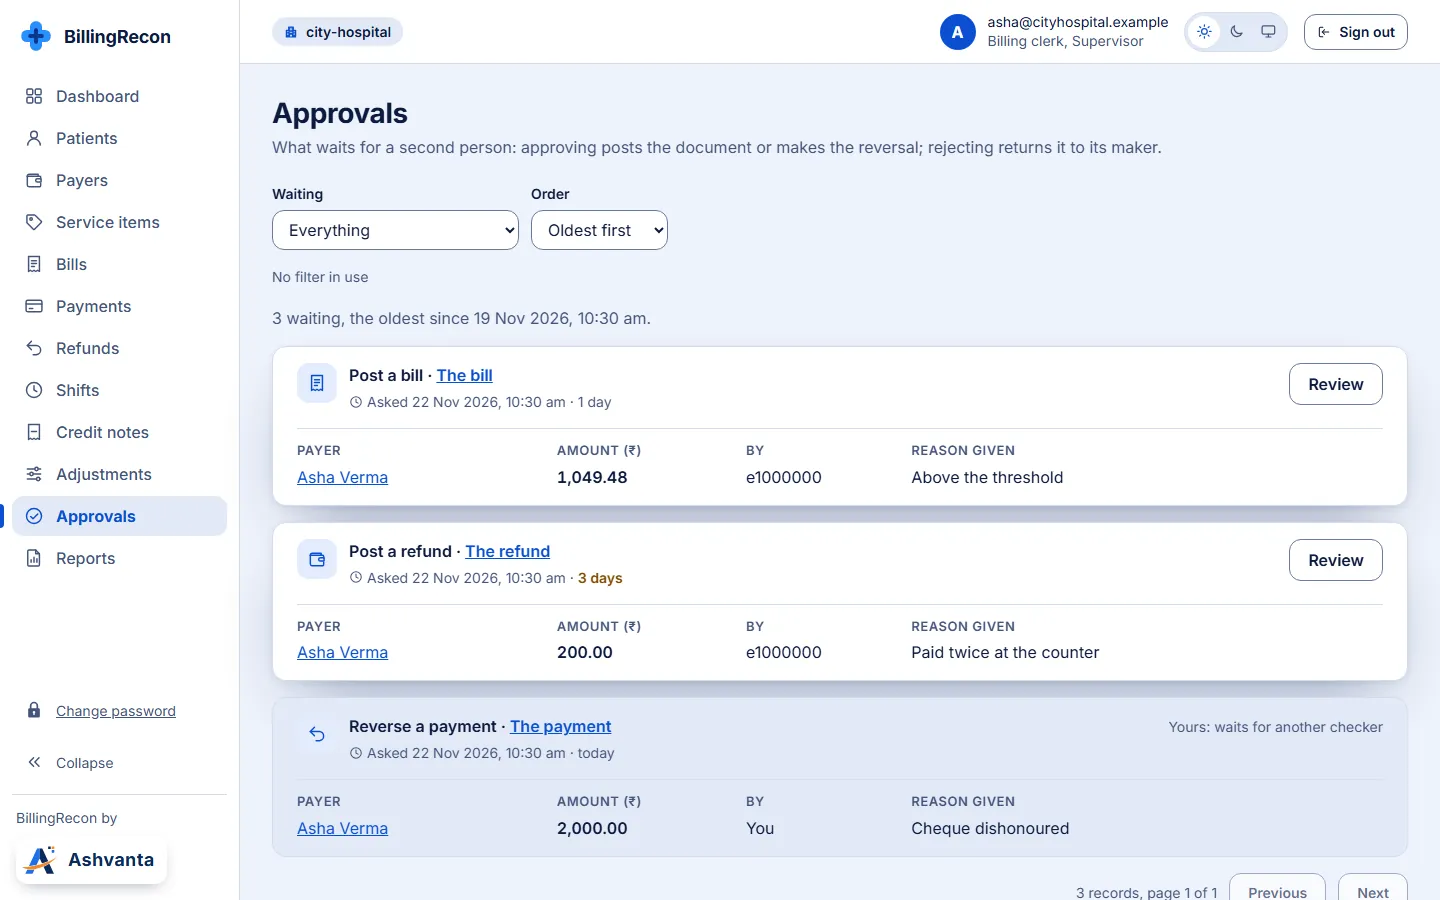 BillingRecon
Dashboard
Patients
Payers
Service items
Bills
Payments
Refunds
Shifts
Credit notes
Adjustments
Approvals
Reports
Change password
Collapse
BillingRecon by
Ashvanta
city-hospital
A
asha@cityhospital.example
Billing clerk, Supervisor
Sign out
Approvals
What waits for a second person: approving posts the document or makes the reversal; rejecting returns it to its maker.
Waiting Order
Everything Oldest first
No filter in use
3 waiting, the oldest since 19 Nov 2026, 10:30 am.
Post a bill · The bill
Asked 22 Nov 2026, 10:30 am · 1 day
Review
PAYER AMOUNT (₹) BY REASON GIVEN
Asha Verma 1,049.48 e1000000 Above the threshold
Post a refund · The refund
Asked 22 Nov 2026, 10:30 am · 3 days
Review
PAYER AMOUNT (₹) BY REASON GIVEN
Asha Verma 200.00 e1000000 Paid twice at the counter
Reverse a payment · The payment
Asked 22 Nov 2026, 10:30 am · today
Yours: waits for another checker
PAYER AMOUNT (₹) BY REASON GIVEN
Asha Verma 2,000.00 You Cheque dishonoured
3 records, page 1 of 1 Previous Next